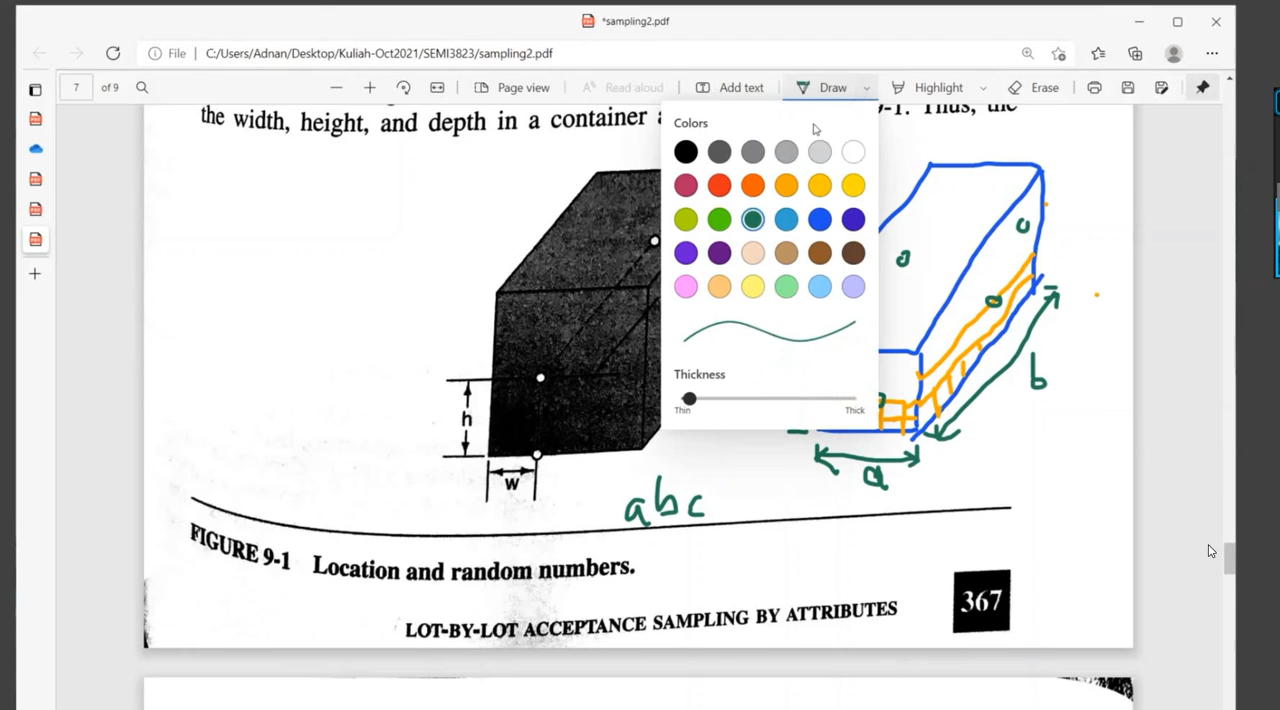 *sampling2.pdf
File C:/Users/Adnan/Desktop/Kuliah-Oct2021/SEMI3823/sampling2.pdf
7 of 9 Page view Read aloud Add text Draw Highlight Erase
the width, height, and depth in a container
-1. Thus, the
Colors
Thickness
Thin Thick
h
w
a
b
abc
FIGURE 9-1 Location and random numbers.
LOT-BY-LOT ACCEPTANCE SAMPLING BY ATTRIBUTES 367